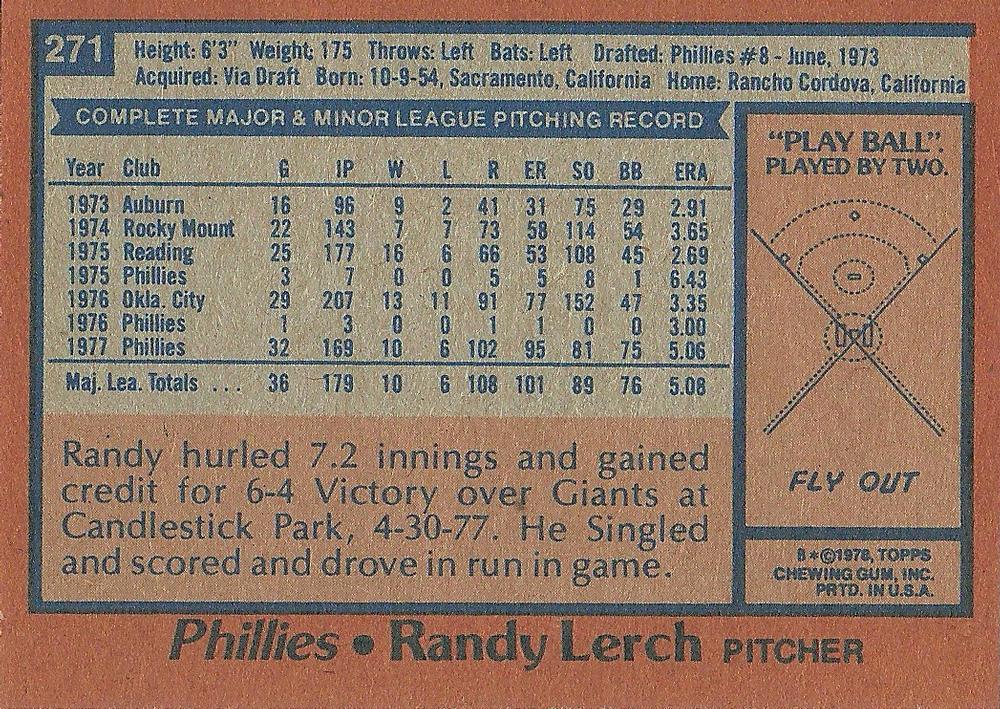 271
Height: 6'3" Weight: 175 Throws: Left Bats: Left Drafted: Phillies #8 - June, 1973
Acquired: Via Draft Born: 10-9-54, Sacramento, California Home: Rancho Cordova, California
COMPLETE MAJOR & MINOR LEAGUE PITCHING RECORD
Year Club G IP W L R ER SO BB ERA
1973 Auburn 16 96 9 2 41 31 75 29 2.91
1974 Rocky Mount 22 143 7 7 73 58 114 54 3.65
1975 Reading 25 177 16 6 66 53 108 45 2.69
1975 Phillies 3 7 0 0 5 5 8 1 6.43
1976 Okla. City 29 207 13 11 91 77 152 47 3.35
1976 Phillies 1 3 0 0 1 1 0 0 3.00
1977 Phillies 32 169 10 6 102 95 81 75 5.06
Maj. Lea. Totals ... 36 179 10 6 108 101 89 76 5.08
Randy hurled 7.2 innings and gained
credit for 6-4 Victory over Giants at
Candlestick Park, 4-30-77. He Singled
and scored and drove in run in game.
"PLAY BALL".
PLAYED BY TWO.
FLY OUT
B*©1978, TOPPS
CHEWING GUM, INC.
PRTD. IN U.S.A.
Phillies • Randy Lerch PITCHER